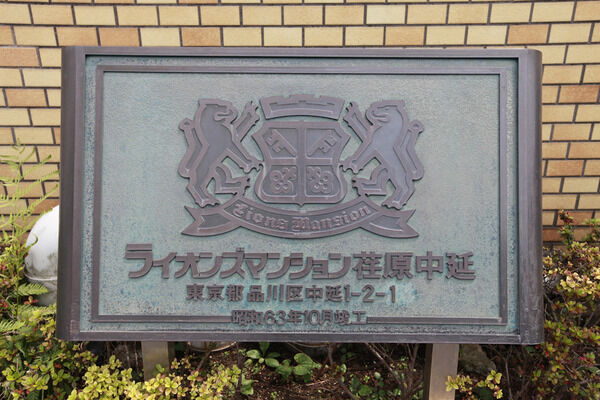 Lions Mansion
ライオンズマンション荏原中延
東京都品川区中延1-2-1
昭和63年10月竣工